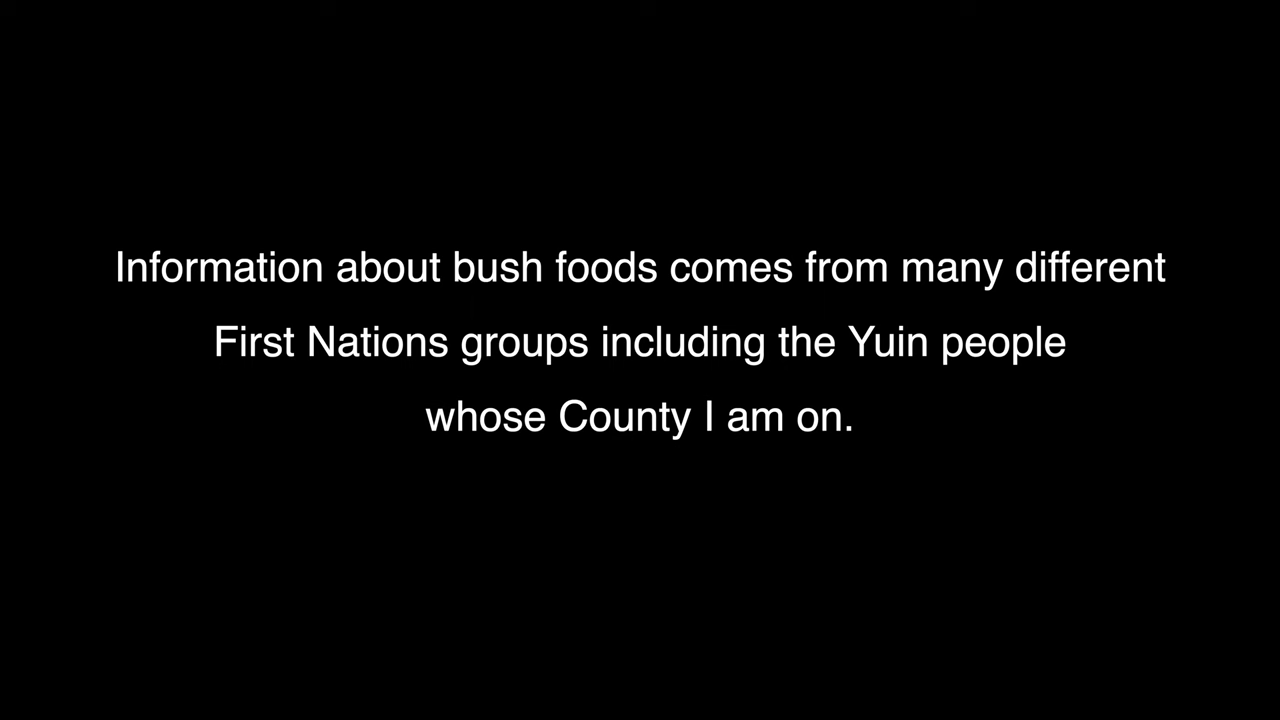 Information about bush foods comes from many different
First Nations groups including the Yuin people
whose County I am on.